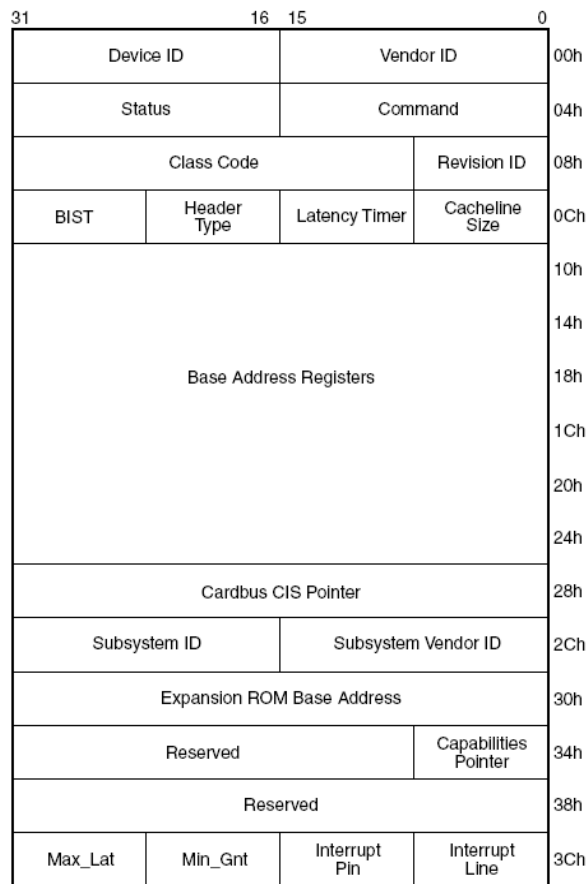 31 16 15 0
Device ID Vendor ID 00h
Status Command 04h
Class Code Revision ID 08h
BIST Header Type Latency Timer Cacheline Size 0Ch
10h
14h
Base Address Registers 18h
1Ch
20h
24h
Cardbus CIS Pointer 28h
Subsystem ID Subsystem Vendor ID 2Ch
Expansion ROM Base Address 30h
Reserved Capabilities Pointer 34h
Reserved 38h
Max_Lat Min_Gnt Interrupt Pin Interrupt Line 3Ch